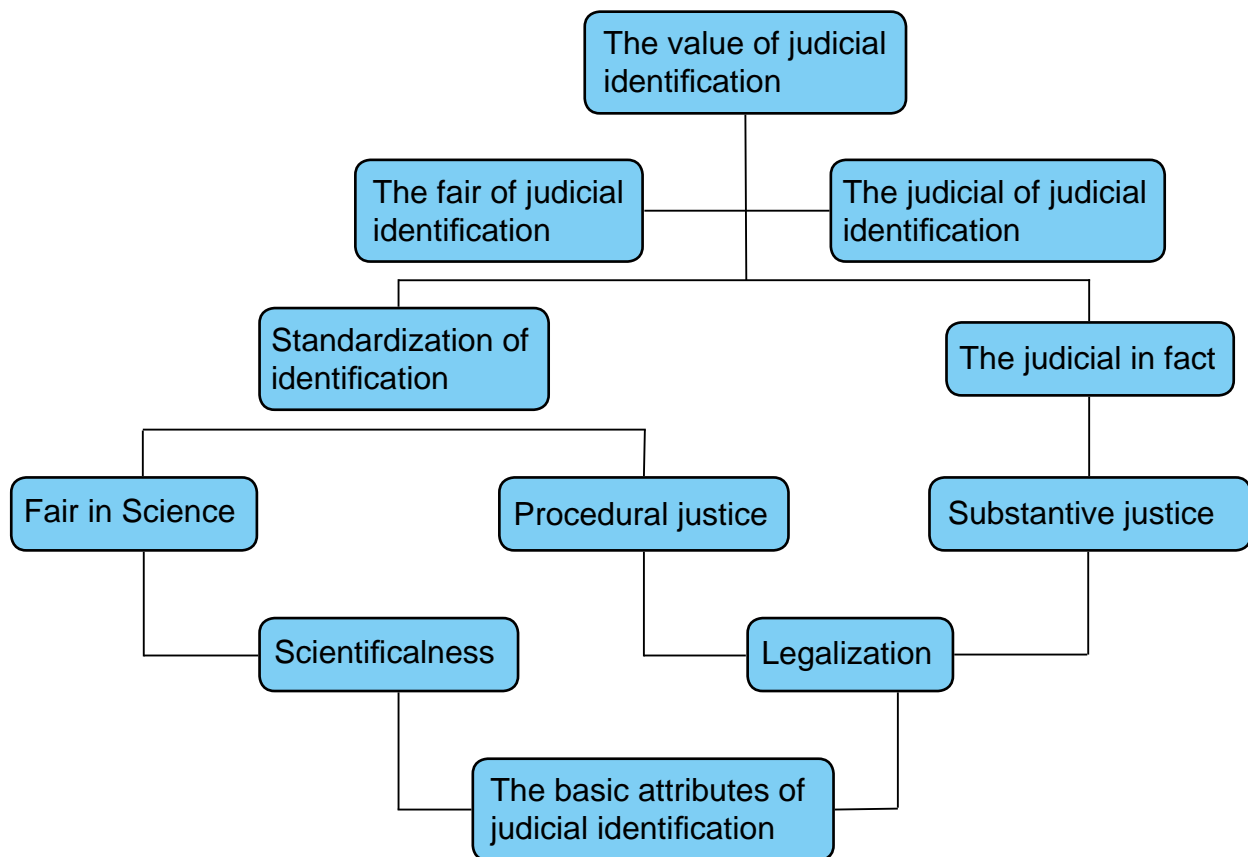 The value of judicial
identification
The fair of judicial
identification
The judicial of judicial
identification
Standardization of
identification
The judicial in fact
Fair in Science
Procedural justice
Substantive justice
Scientificalness
Legalization
The basic attributes of
judicial identification